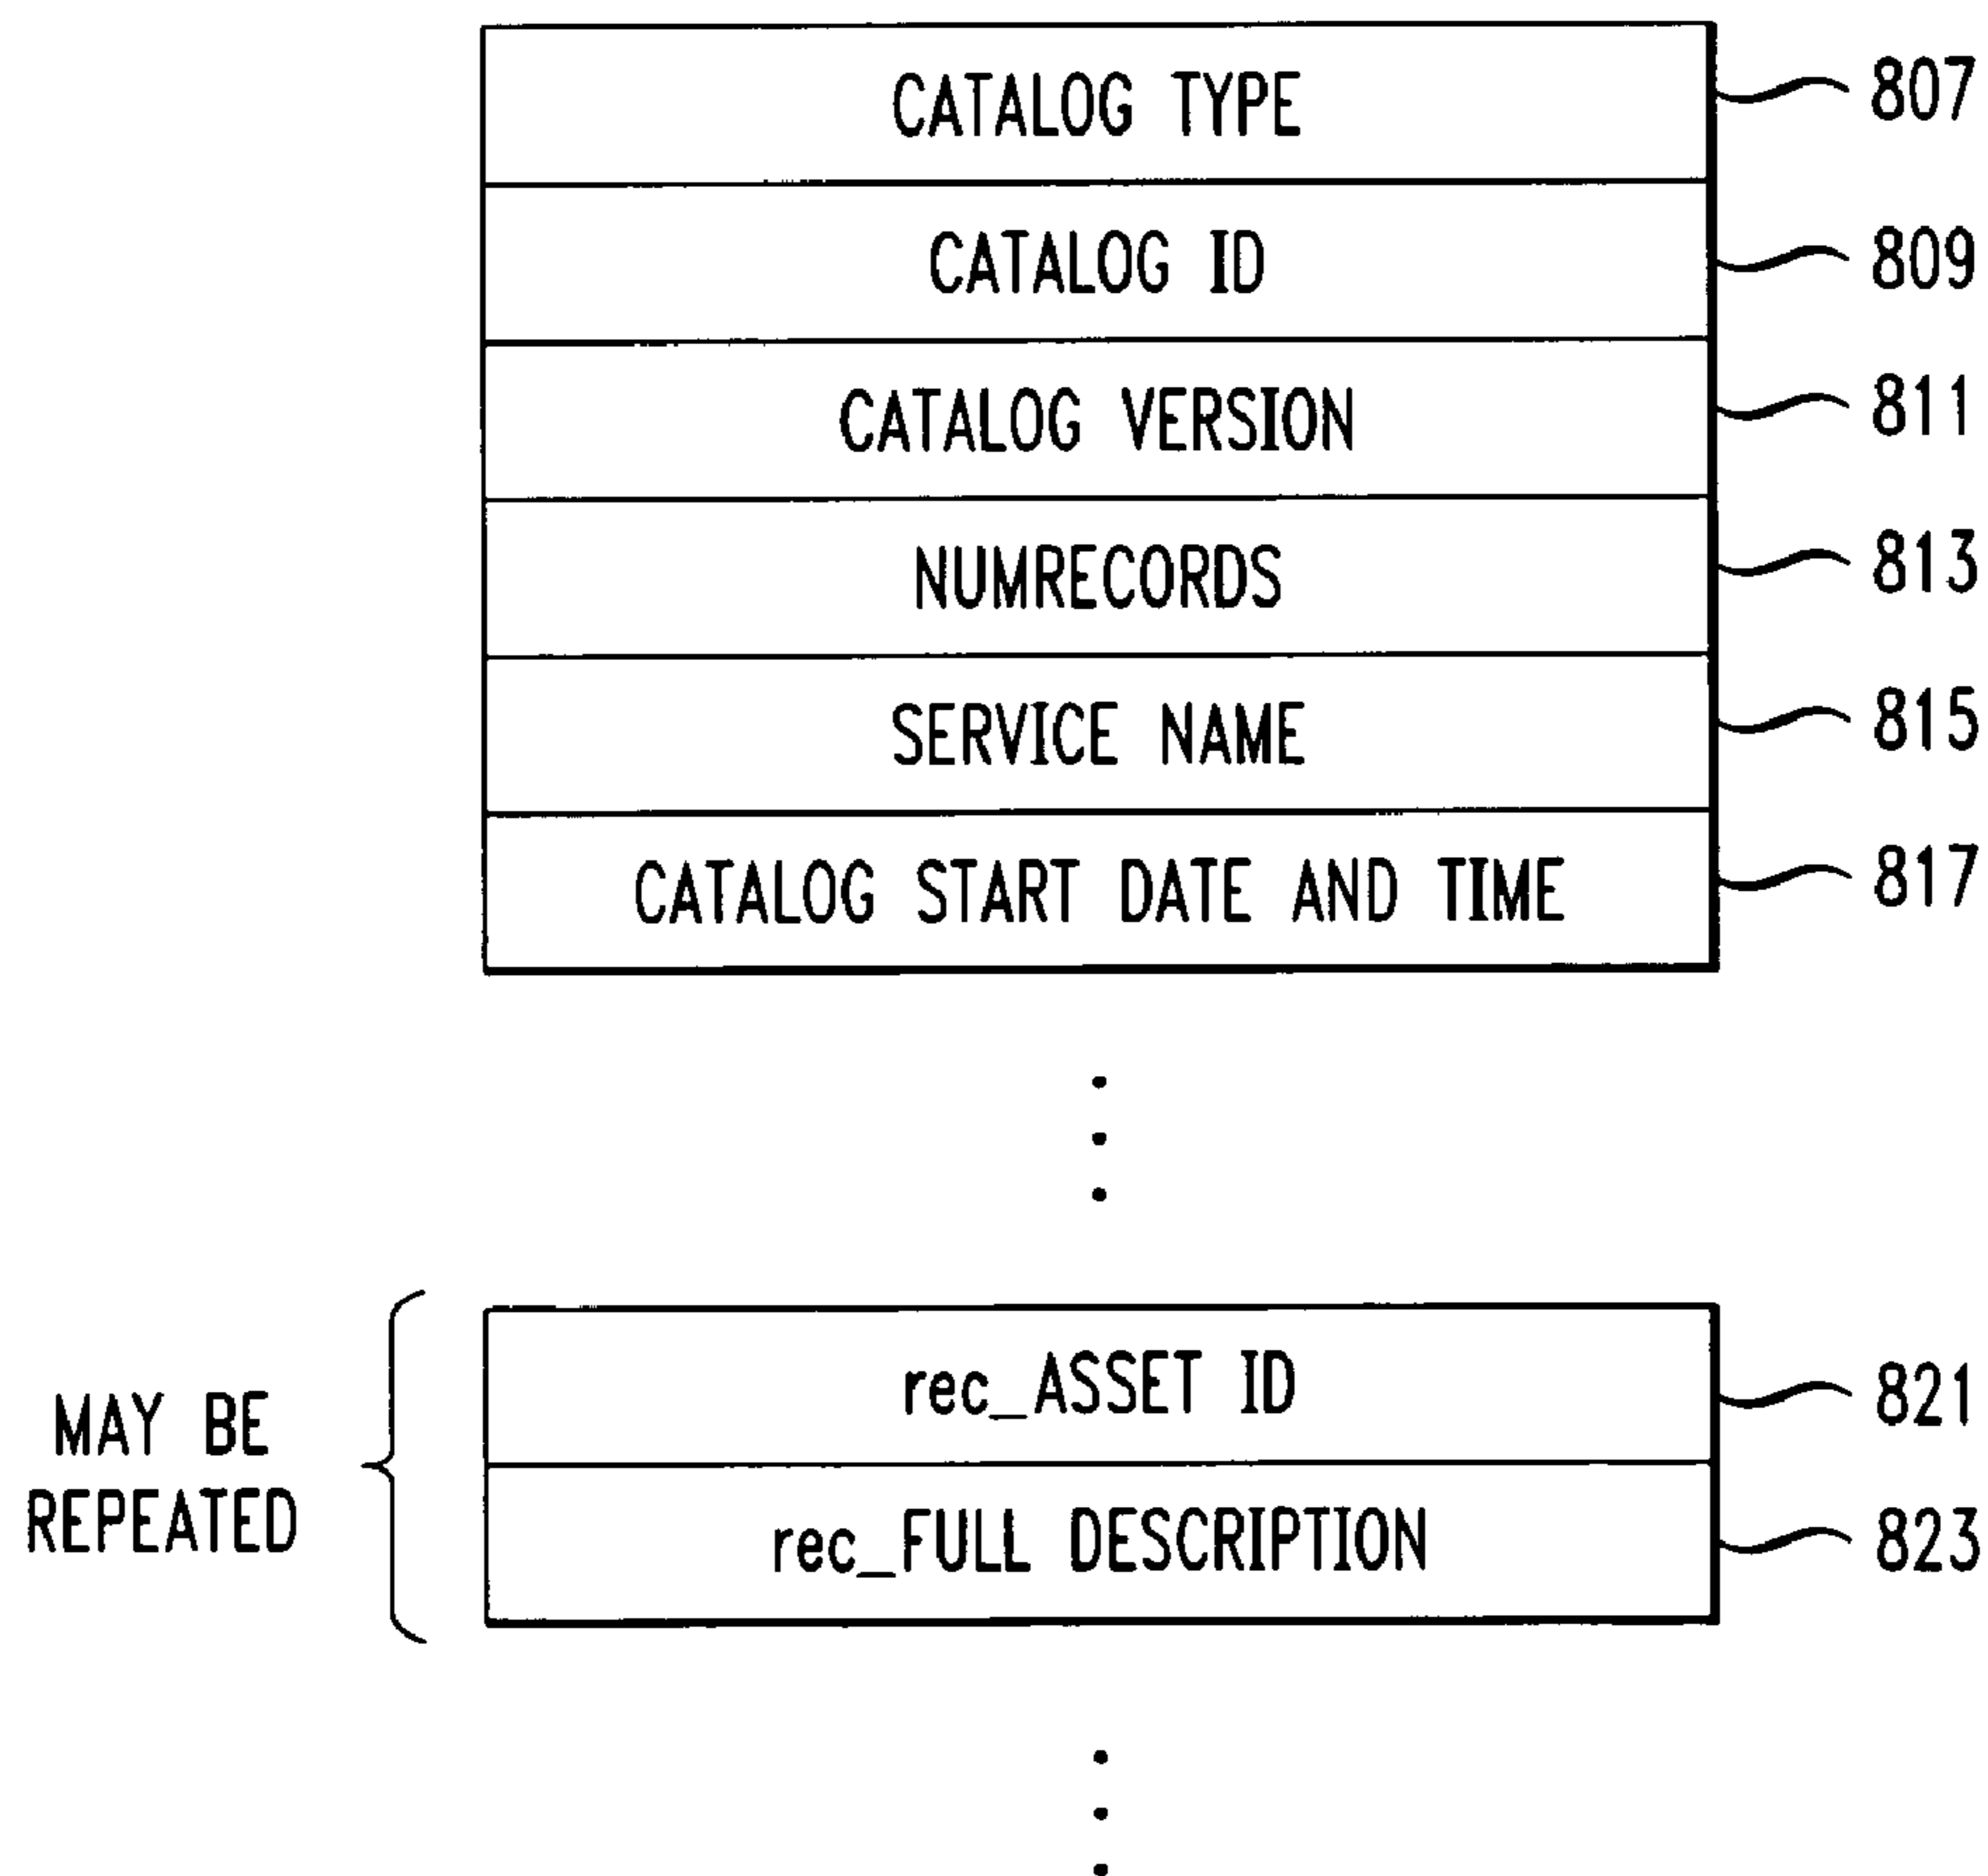 CATALOG TYPE 807
CATALOG ID 809
CATALOG VERSION 811
NUMRECORDS 813
SERVICE NAME 815
CATALOG START DATE AND TIME 817
rec_ASSET ID 821
MAY BE
REPEATED
rec_FULL DESCRIPTION 823